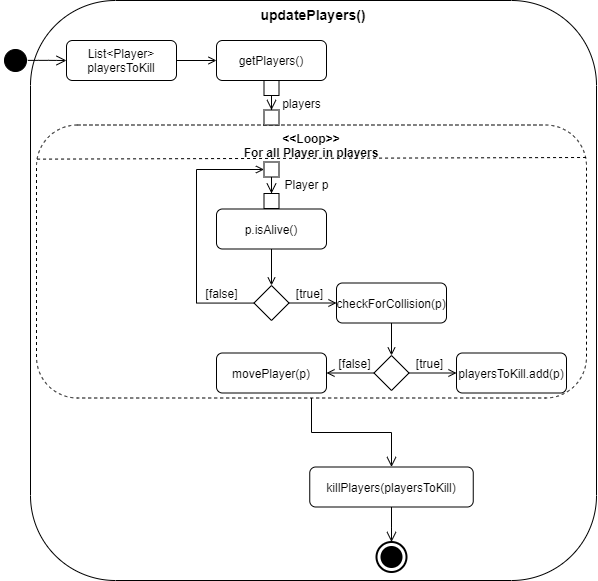 updatePlayers()
List<Player>
playersToKill
getPlayers()
players
<<Loop>>
For all Player in players
Player p
p.isAlive()
[false]
[true]
checkForCollision(p)
[false]
[true]
movePlayer(p)
playersToKill.add(p)
killPlayers(playersToKill)